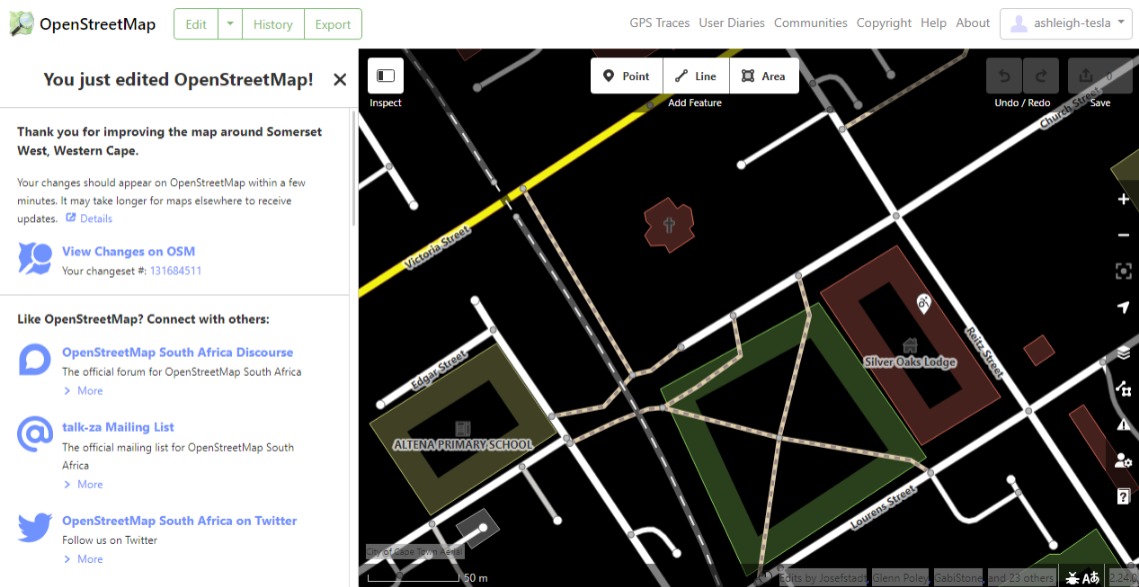 OpenStreetMap
Edit
History
Export
GPS Traces User Diaries Communities Copyright Help About
ashleigh-tesla
You just edited OpenStreetMap!
Thank you for improving the map around Somerset
West, Western Cape.
Your changes should appear on OpenStreetMap within a few
minutes. It may take longer for maps elsewhere to receive
updates. Details
View Changes on OSM
Your changeset #: 131684511
Like OpenStreetMap? Connect with others:
OpenStreetMap South Africa Discourse
The official forum for OpenStreetMap South Africa
> More
talk-za Mailing List
The official mailing list for OpenStreetMap South
Africa
> More
OpenStreetMap South Africa on Twitter
Follow us on Twitter
> More
Inspect
Point
Line
Area
Add Feature
Undo / Redo
0
Save
Church Street
Victoria Street
Edgar Street
Reitz Street
Silver Oaks Lodge
ALTENA PRIMARY SCHOOL
Lourens Street
City of Cape Town Aerial
50 m
Edits by Josefstadt, Glenn Poley, GabiStone, and 23 others
2.24